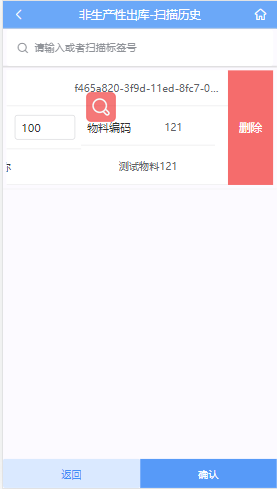 非生产性出库-扫描历史
请输入或者扫描标签号
f465a820-3f9d-11ed-8fc7-0...
100 物料编码 121
删除
测试物料121
返回 确认